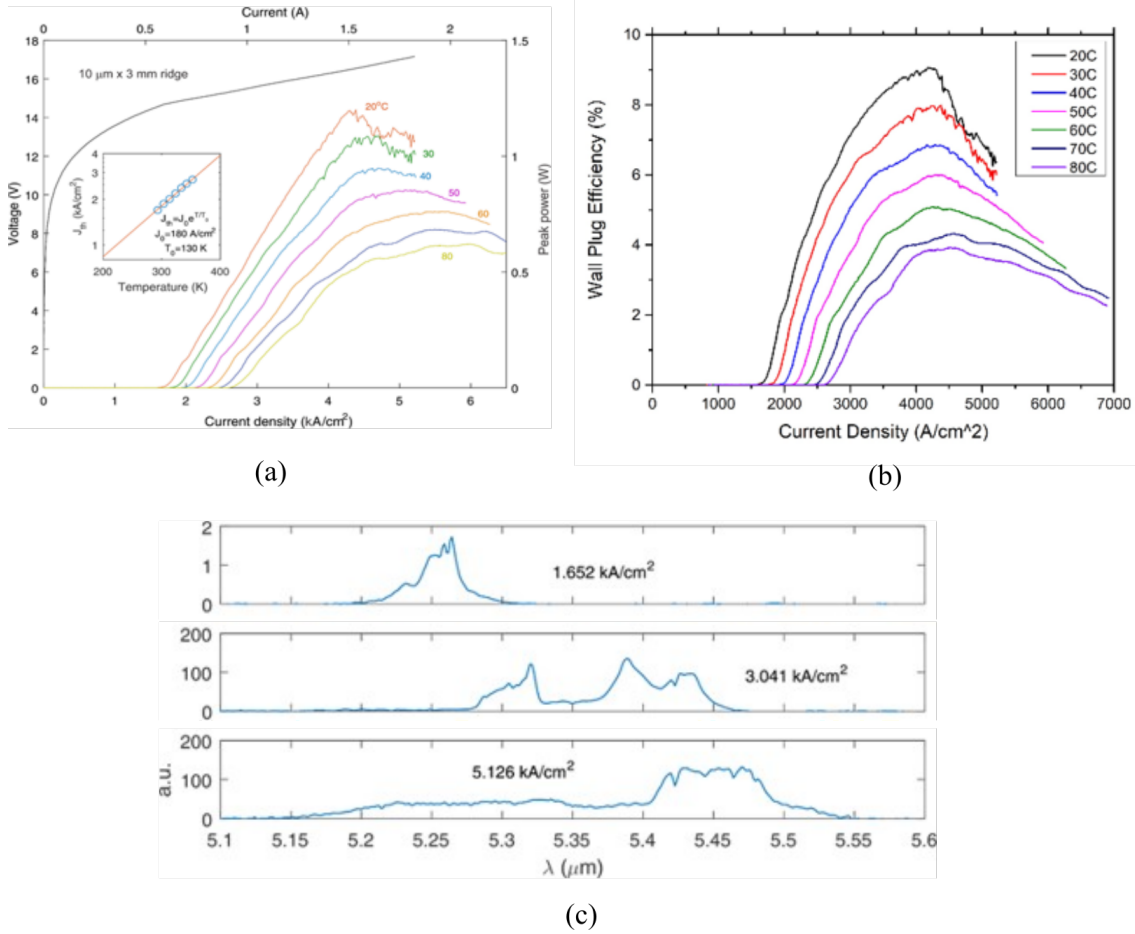 Current (A)
0 0.5 1 1.5 2
18 16 14 12 10 8 6 4 2 0
Voltage (V)
10 μm x 3 mm ridge
20°C
30
40
50
60
80
1.5
1
0.5
0
Peak power (W)
4
3
2
1
J_th (kA/cm²)
J_th=J_0e^T/T_0
J_0=180 A/cm²
T_0=130 K
200 300 400
Temperature (K)
0 1 2 3 4 5 6
Current density (kA/cm²)
(a)
10
8
6
4
2
0
Wall Plug Efficiency (%)
20C
30C
40C
50C
60C
70C
80C
0 1000 2000 3000 4000 5000 6000 7000
Current Density (A/cm^2)
(b)
2
1
0
1.652 kA/cm²
200
100
0
3.041 kA/cm²
200
100
0
5.126 kA/cm²
a.u.
5.1 5.15 5.2 5.25 5.3 5.35 5.4 5.45 5.5 5.55 5.6
λ (μm)
(c)